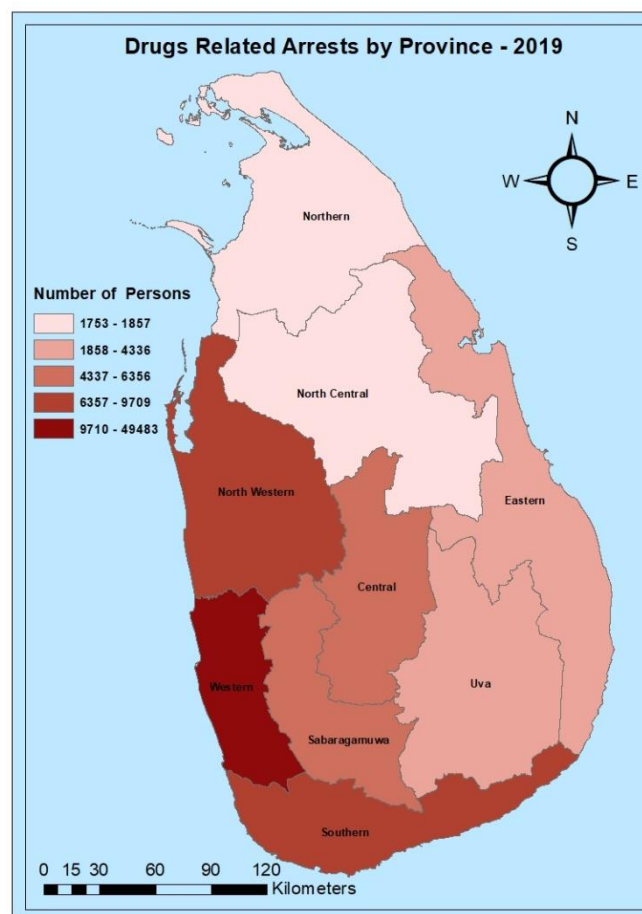 Drugs Related Arrests by Province - 2019
N
W E
S
Northern
Number of Persons
1753 - 1857
1858 - 4336
4337 - 6356
6357 - 9709
9710 - 49483
North Central
North Western
Eastern
Central
Western
Uva
Sabaragamuwa
Southern
0 15 30 60 90 120
Kilometers